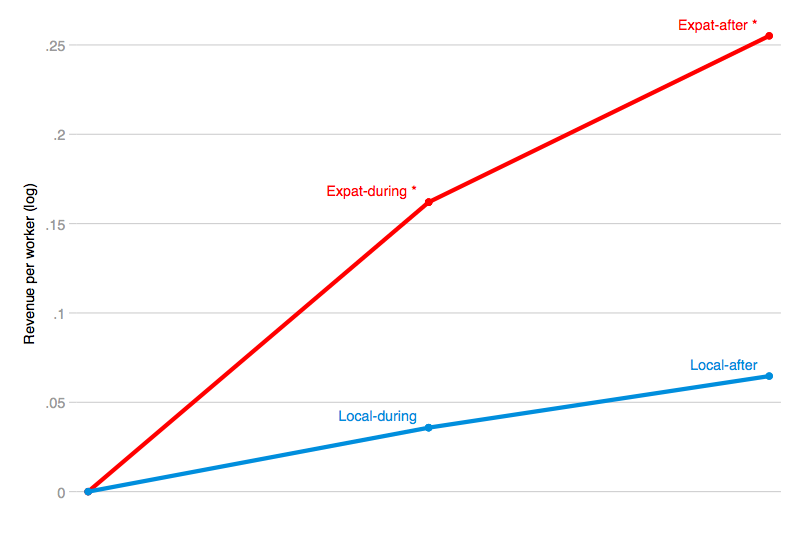 Expat-after *
.25
.2
Expat-during *
.15
Revenue per worker (log)
.1
Local-after
.05
Local-during
0